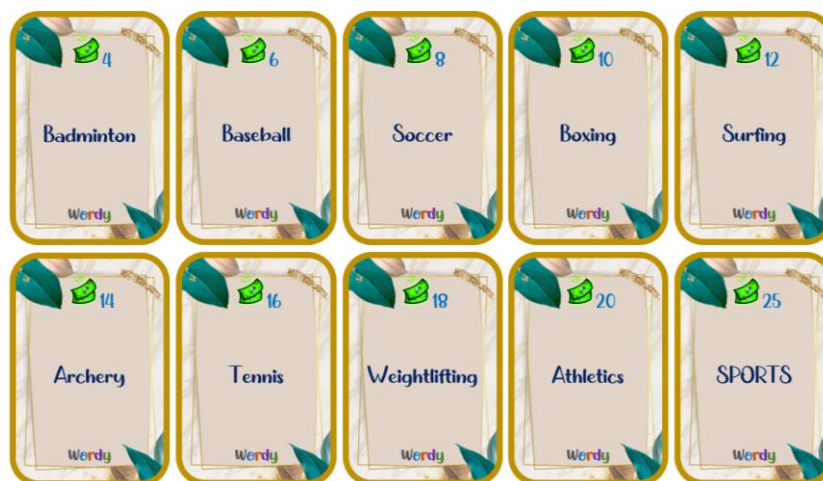 4
Badminton
Wordy
6
Baseball
Wordy
8
Soccer
Wordy
10
Boxing
Wordy
12
Surfing
Wordy
14
Archery
Wordy
16
Tennis
Wordy
18
Weightlifting
Wordy
20
Athletics
Wordy
25
SPORTS
Wordy